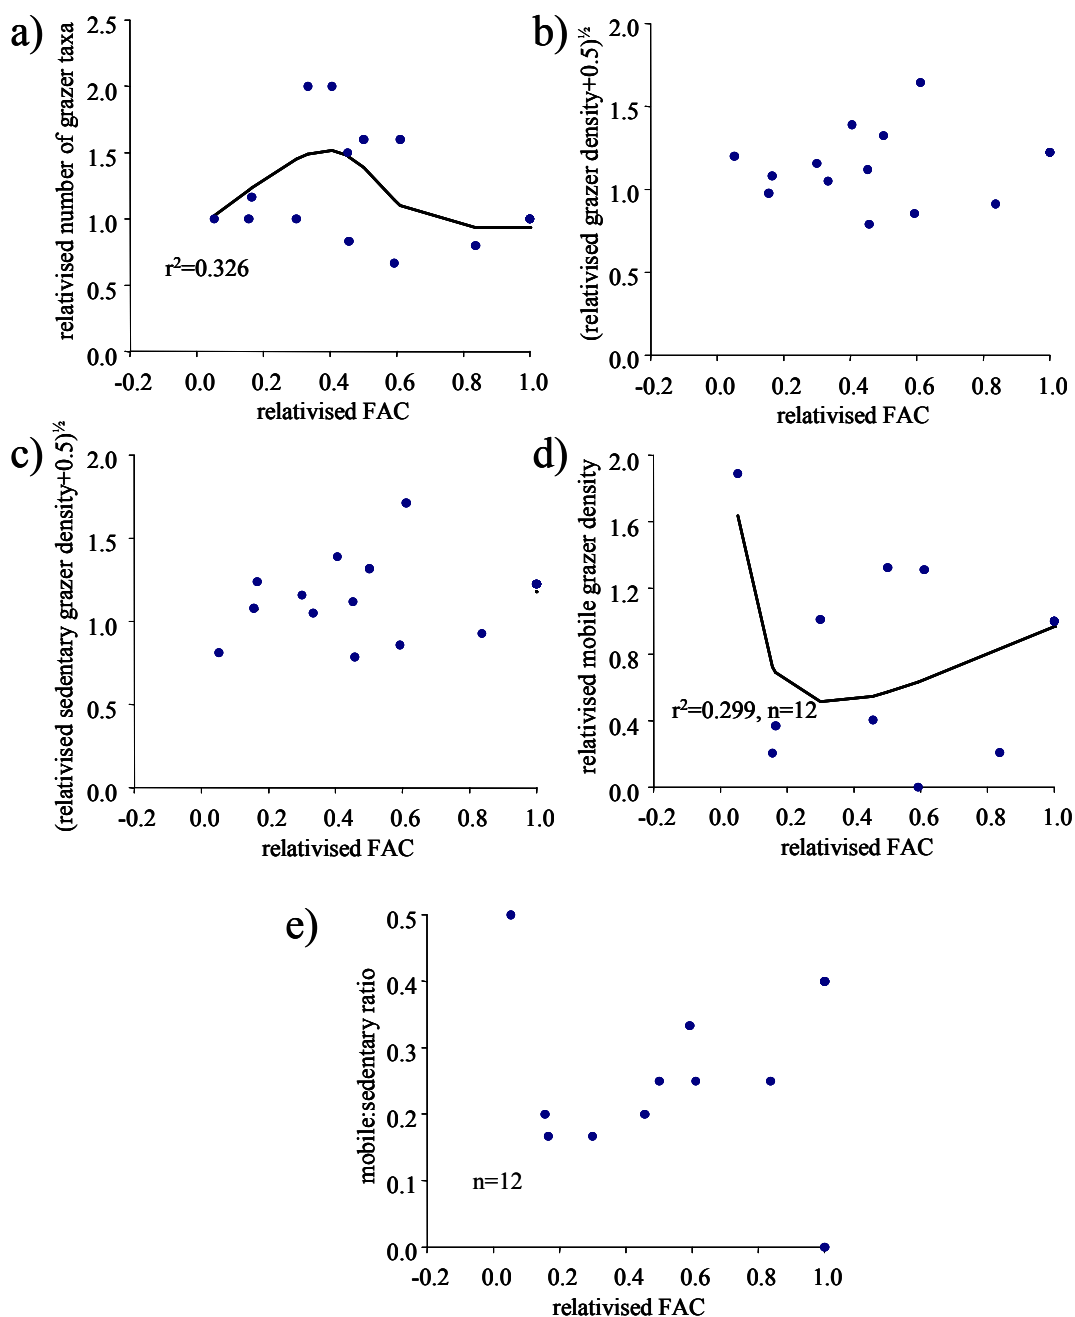 a)
relativised number of grazer taxa
2.5
2.0
1.5
1.0
0.5
0.0
r²=0.326
-0.2 0.0 0.2 0.4 0.6 0.8 1.0
relativised FAC
b)
(relativised grazer density+0.5)^½
2.0
1.5
1.0
0.5
0.0
-0.2 0.0 0.2 0.4 0.6 0.8 1.0
relativised FAC
c)
(relativised sedentary grazer density+0.5)^½
2.0
1.5
1.0
0.5
0.0
-0.2 0.0 0.2 0.4 0.6 0.8 1.0
relativised FAC
d)
relativised mobile grazer density
2.0
1.6
1.2
0.8
0.4
0.0
r²=0.299, n=12
-0.2 0.0 0.2 0.4 0.6 0.8 1.0
relativised FAC
e)
mobile:sedentary ratio
0.5
0.4
0.3
0.2
0.1
0.0
n=12
-0.2 0.0 0.2 0.4 0.6 0.8 1.0
relativised FAC